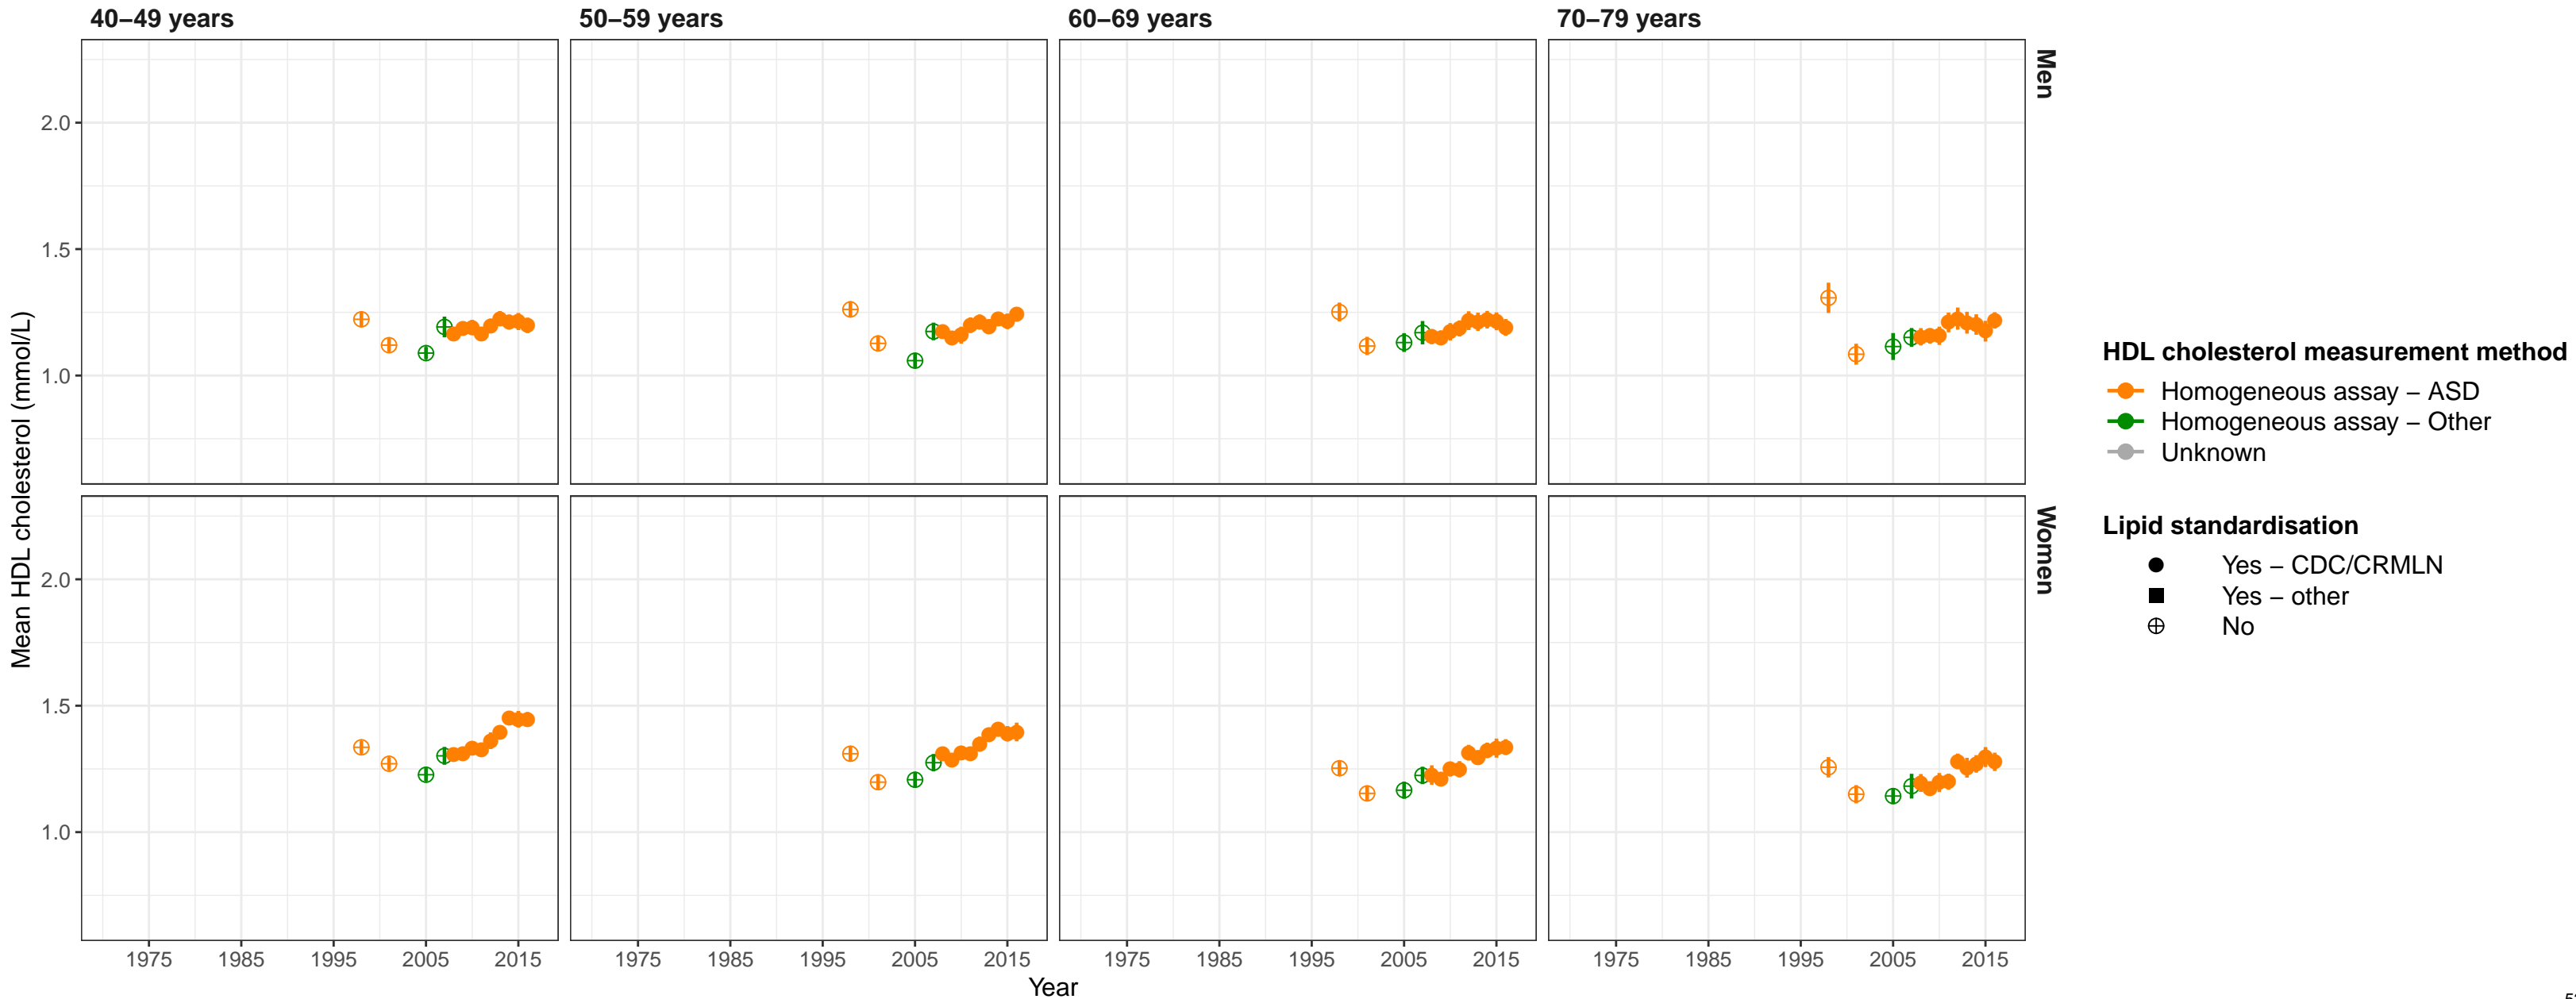 40–49 years
50–59 years
60–69 years
70–79 years
Men
2.0
1.5
1.0
Women
2.0
1.5
1.0
Mean HDL cholesterol (mmol/L)
1975 1985 1995 2005 2015
1975 1985 1995 2005 2015
1975 1985 1995 2005 2015
1975 1985 1995 2005 2015
Year
HDL cholesterol measurement method
Homogeneous assay – ASD
Homogeneous assay – Other
Unknown
Lipid standardisation
Yes – CDC/CRMLN
Yes – other
No